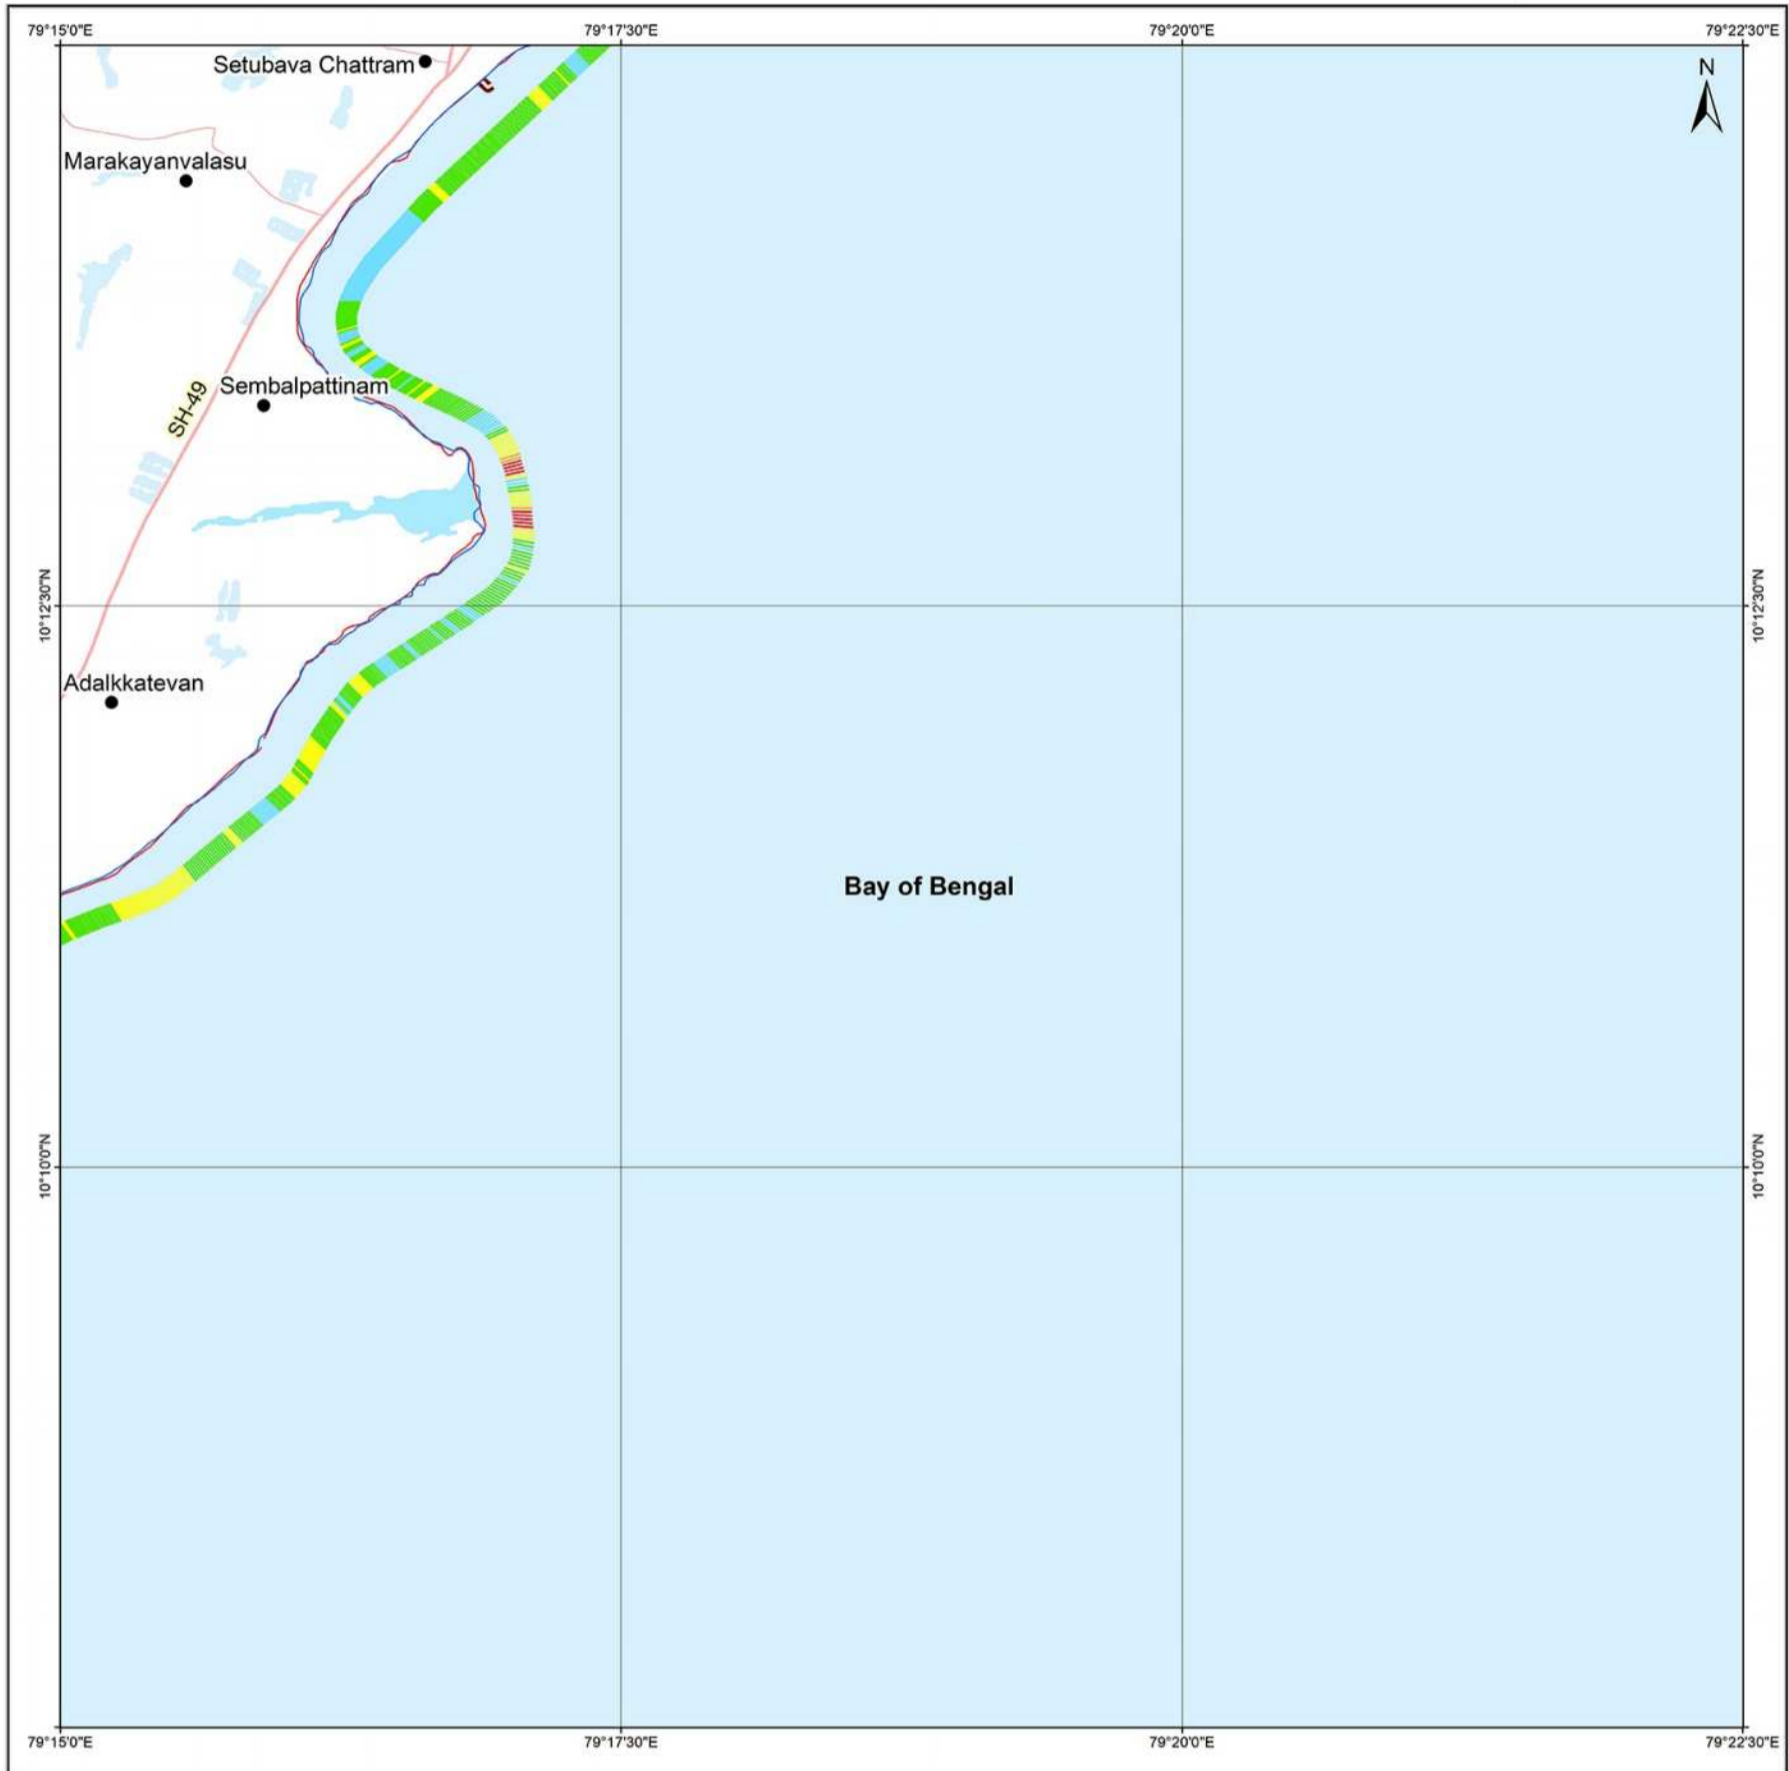 79°15'0"E
79°17'30"E
79°20'0"E
79°22'30"E
N
Setubava Chattram
Marakayanvalasu
Sembalpattinam
SH-49
10°12'30"N
10°12'30"N
Adalkkatevan
Bay of Bengal
10°10'0"N
10°10'0"N
79°15'0"E
79°17'30"E
79°20'0"E
79°22'30"E